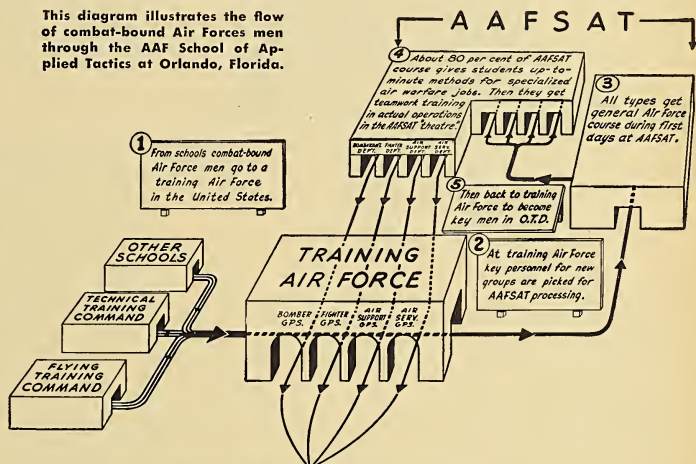 This diagram illustrates the flow
of combat-bound Air Forces men
through the AAF School of Ap-
plied Tactics at Orlando, Florida.
AAFSAT
1
From schools combat-bound
Air Force men go to a
training Air Force
in the United States.
4
About 80 per cent of AAFSAT
course gives students up-to-
minute methods for specialized
air warfare jobs. Then they get
teamwork training
in actual operations
in the AAFSAT "theatre."
BOMBARDMT. DEPT.
FIGHTER DEPT.
AIR SUPPORT DEPT.
AIR SERV. DEPT.
3
All types get
general Air Force
course during first
days at AAFSAT.
5
Then back to training
Air Force to become
key men in O.T.D.
2
At training Air Force
key personnel for new
groups are picked for
AAFSAT processing.
OTHER
SCHOOLS
TECHNICAL
TRAINING
COMMAND
FLYING
TRAINING
COMMAND
TRAINING
AIR FORCE
BOMBER
GPS.
FIGHTER
GPS.
AIR
SUPPORT
GPS.
AIR
SERV.
GPS.